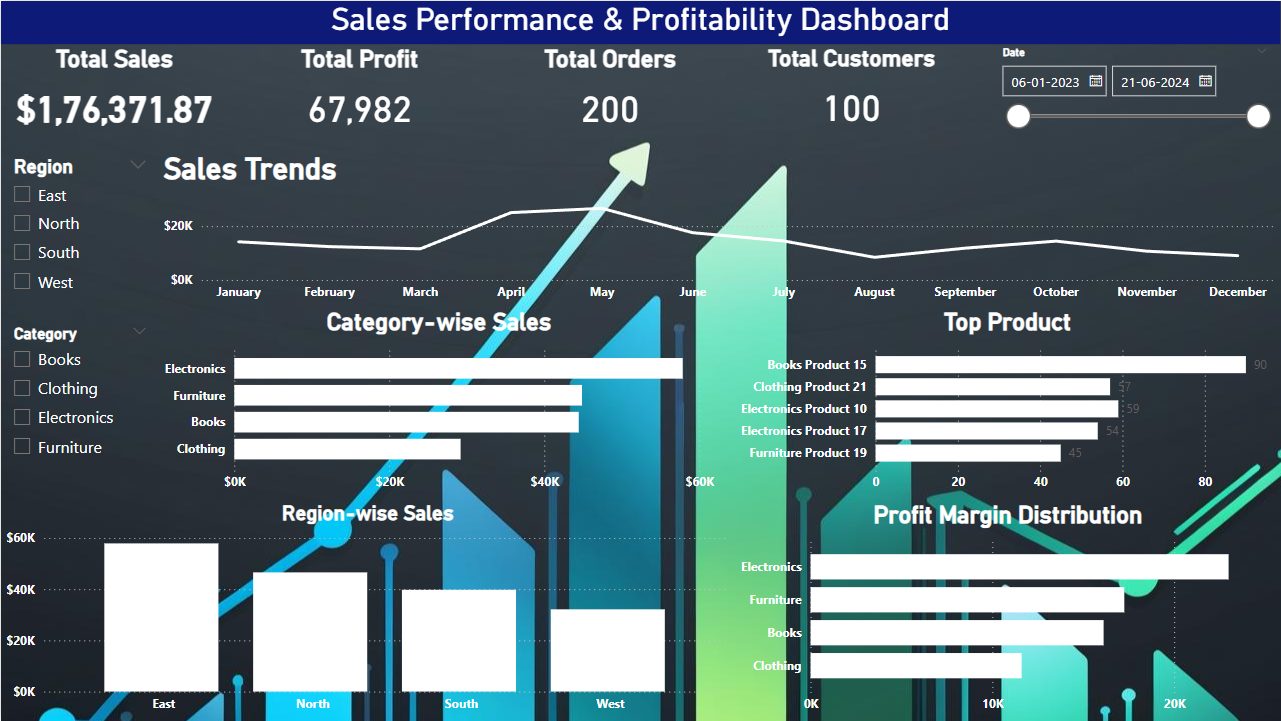 Sales Performance & Profitability Dashboard
Total Sales
$1,76,371.87
Total Profit
67,982
Total Orders
200
Total Customers
100
Date
06-01-2023
21-06-2024
Region
East
North
South
West
Category
Books
Clothing
Electronics
Furniture
Sales Trends
$20K
$0K
January February March April May June July August September October November December
Category-wise Sales
Electronics
Furniture
Books
Clothing
$0K $20K $40K $60K
Top Product
Books Product 15 90
Clothing Product 21 57
Electronics Product 10 59
Electronics Product 17 54
Furniture Product 19 45
0 20 40 60 80
Region-wise Sales
$60K
$40K
$20K
$0K
East North South West
Profit Margin Distribution
Electronics
Furniture
Books
Clothing
0K 10K 20K